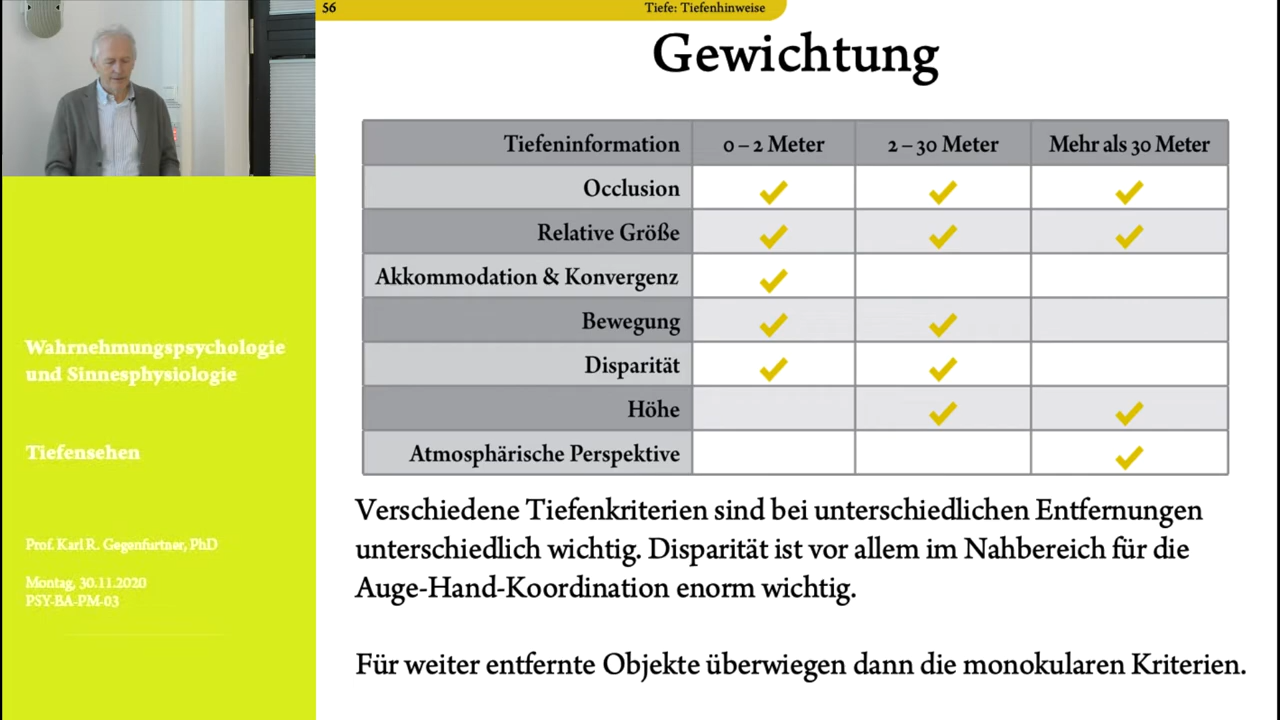 56
Tiefe: Tiefenhinweise
Gewichtung
Tiefeninformation 0 – 2 Meter 2 – 30 Meter Mehr als 30 Meter
Occlusion ✓ ✓ ✓
Relative Größe ✓ ✓ ✓
Akkommodation & Konvergenz ✓
Bewegung ✓ ✓
Disparität ✓ ✓
Höhe ✓ ✓
Atmosphärische Perspektive ✓
Verschiedene Tiefenkriterien sind bei unterschiedlichen Entfernungen
unterschiedlich wichtig. Disparität ist vor allem im Nahbereich für die
Auge-Hand-Koordination enorm wichtig.
Für weiter entfernte Objekte überwiegen dann die monokularen Kriterien.
Wahrnehmungspsychologie
und Sinnesphysiologie
Tiefensehen
Prof. Karl R. Gegenfurtner, PhD
Montag, 30.11.2020
PSY-BA-PM-03